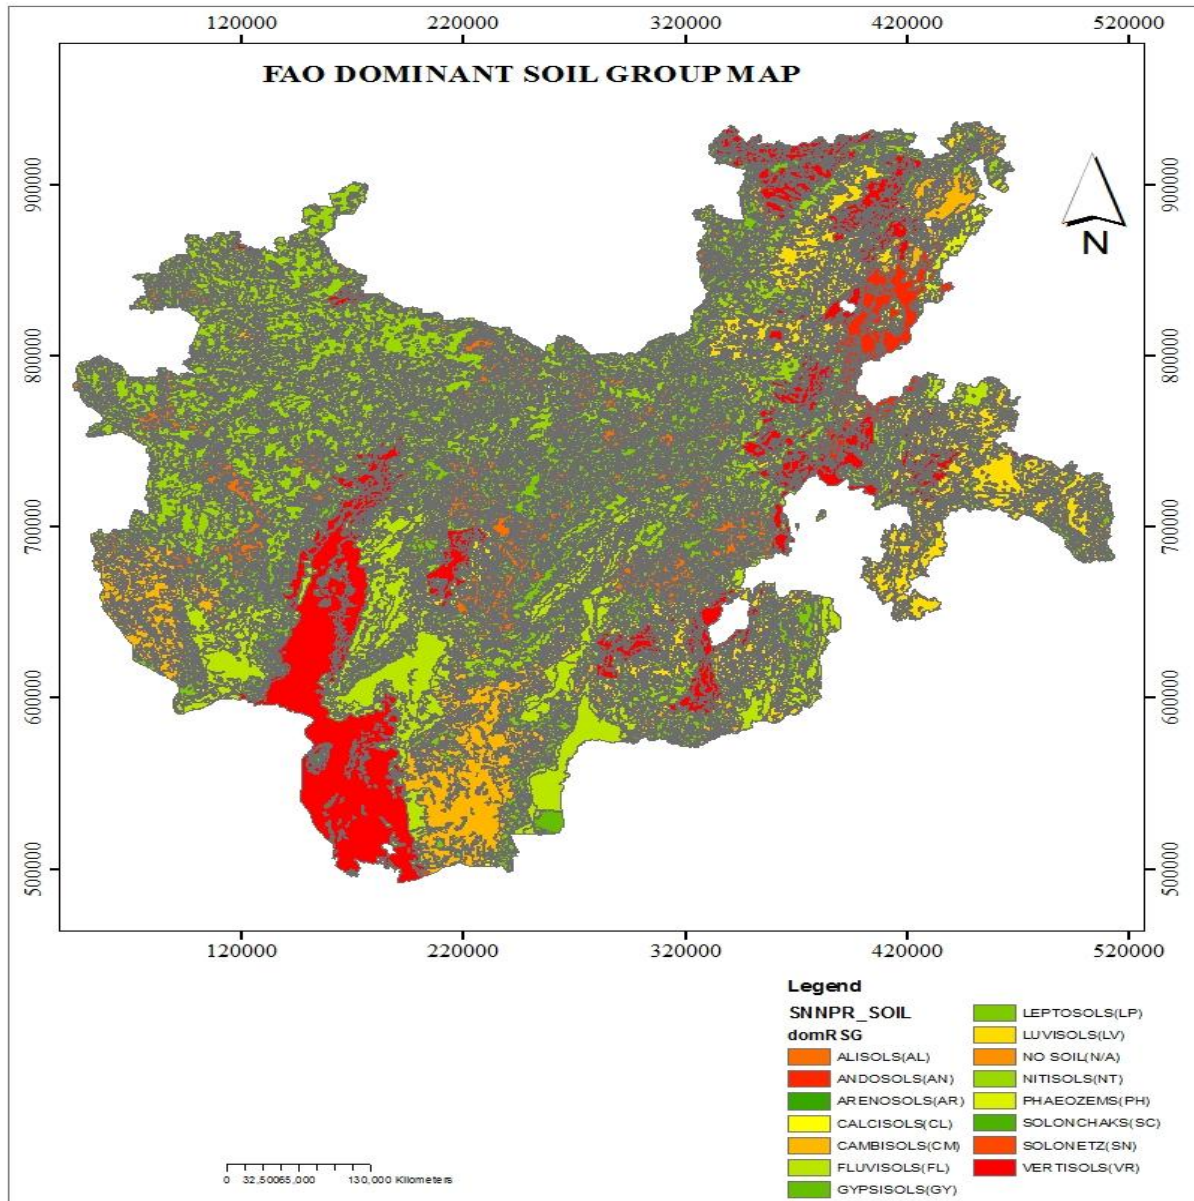 120000 220000 320000 420000 520000
FAO DOMINANT SOIL GROUP MAP
N
900000 900000
800000 800000
700000 700000
600000 600000
500000 500000
120000 220000 320000 420000 520000
Legend
SNNPR_SOIL
domRSG
ALISOLS(AL)
ANDOSOLS(AN)
ARENOSOLS(AR)
CALCISOLS(CL)
CAMBISOLS(CM)
FLUVISOLS(FL)
GYPSISOLS(GY)
LEPTOSOLS(LP)
LUVISOLS(LV)
NO SOIL(N/A)
NITISOLS(NT)
PHAEOZEMS(PH)
SOLONCHAKS(SC)
SOLONETZ(SN)
VERTISOLS(VR)
0 32,50065,000 130,000 Kilometers